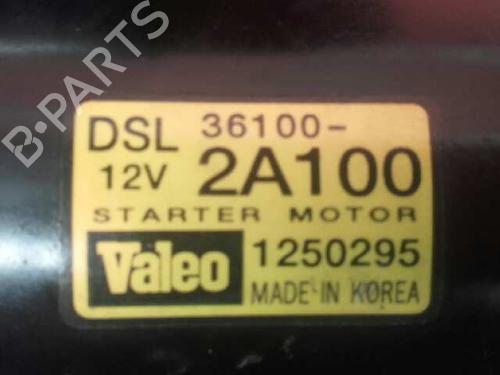 B-PARTS
DSL 36100-
12V 2A100
STARTER MOTOR
Valeo 1250295
MADE IN KOREA